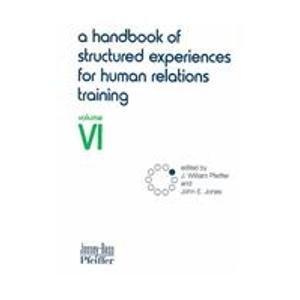 a handbook of
structured experiences
for human relations
training
volume
VI
edited by
J. William Pfeiffer
and
John E. Jones
Jossey-Bass
Pfeiffer